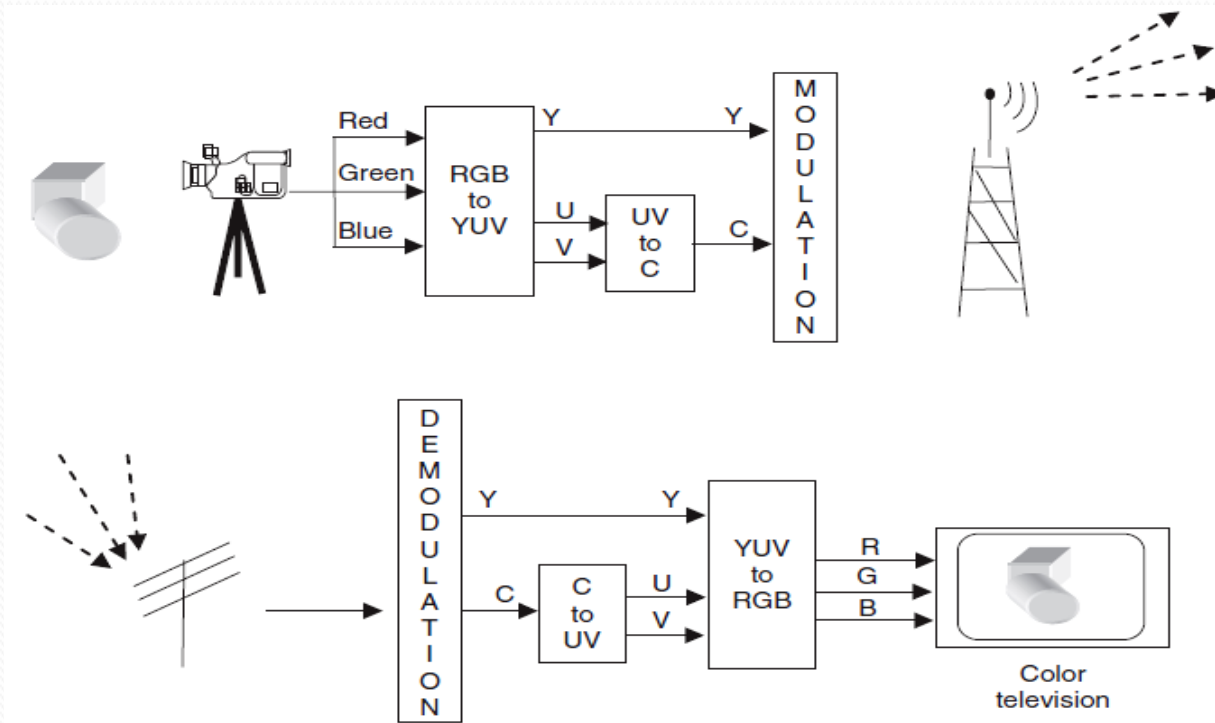 Red
Green
Blue
RGB
to
YUV
Y
Y
U
V
UV
to
C
C
MODULATION
DEMODULATION
Y
Y
C
C
to
UV
U
V
YUV
to
RGB
R
G
B
Color
television